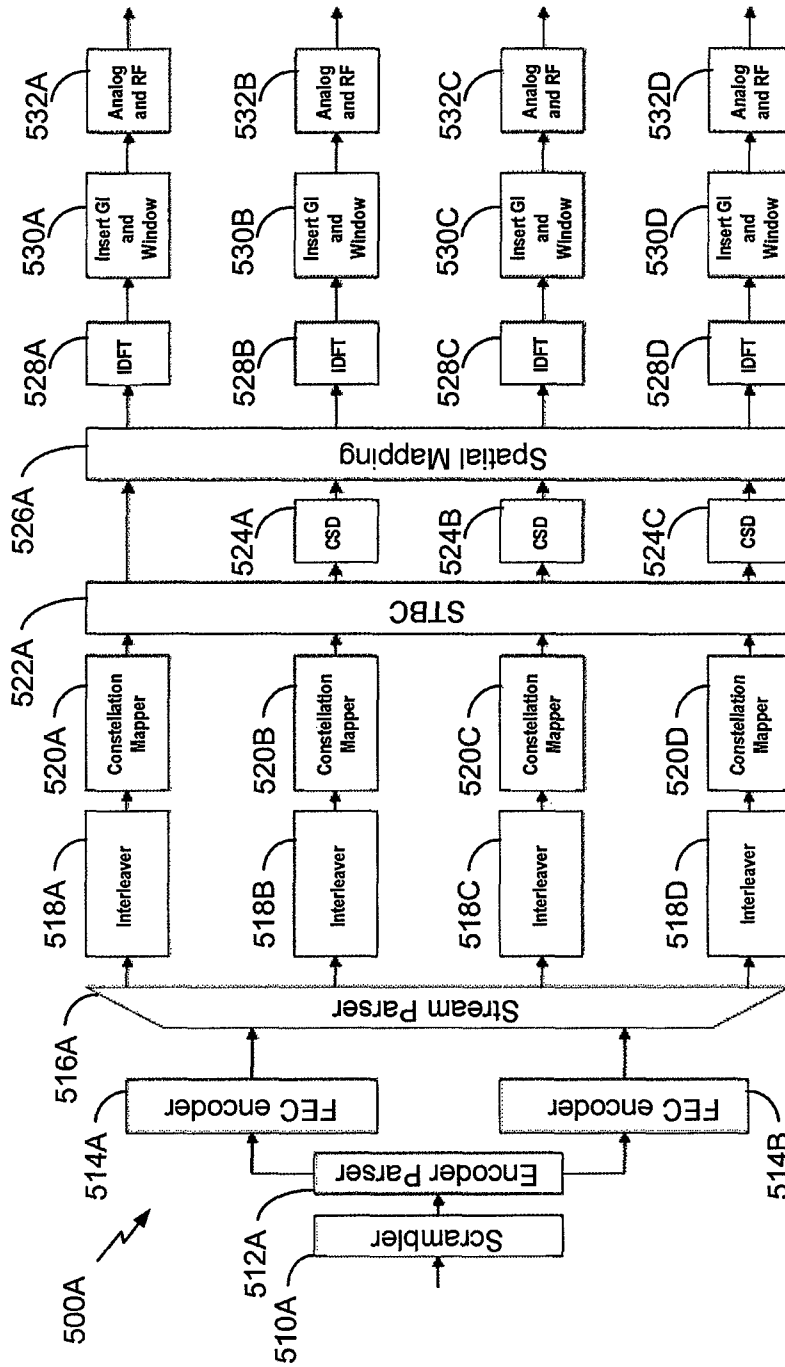 500A
510A
Scrambler
512A
Encoder Parser
514A
FEC encoder
514B
FEC encoder
516A
Stream Parser
518A
Interleaver
518B
Interleaver
518C
Interleaver
518D
Interleaver
520A
Constellation
Mapper
520B
Constellation
Mapper
520C
Constellation
Mapper
520D
Constellation
Mapper
522A
STBC
524A
CSD
524B
CSD
524C
CSD
526A
Spatial Mapping
528A
IDFT
528B
IDFT
528C
IDFT
528D
IDFT
530A
Insert GI
and
Window
530B
Insert GI
and
Window
530C
Insert GI
and
Window
530D
Insert GI
and
Window
532A
Analog
and RF
532B
Analog
and RF
532C
Analog
and RF
532D
Analog
and RF